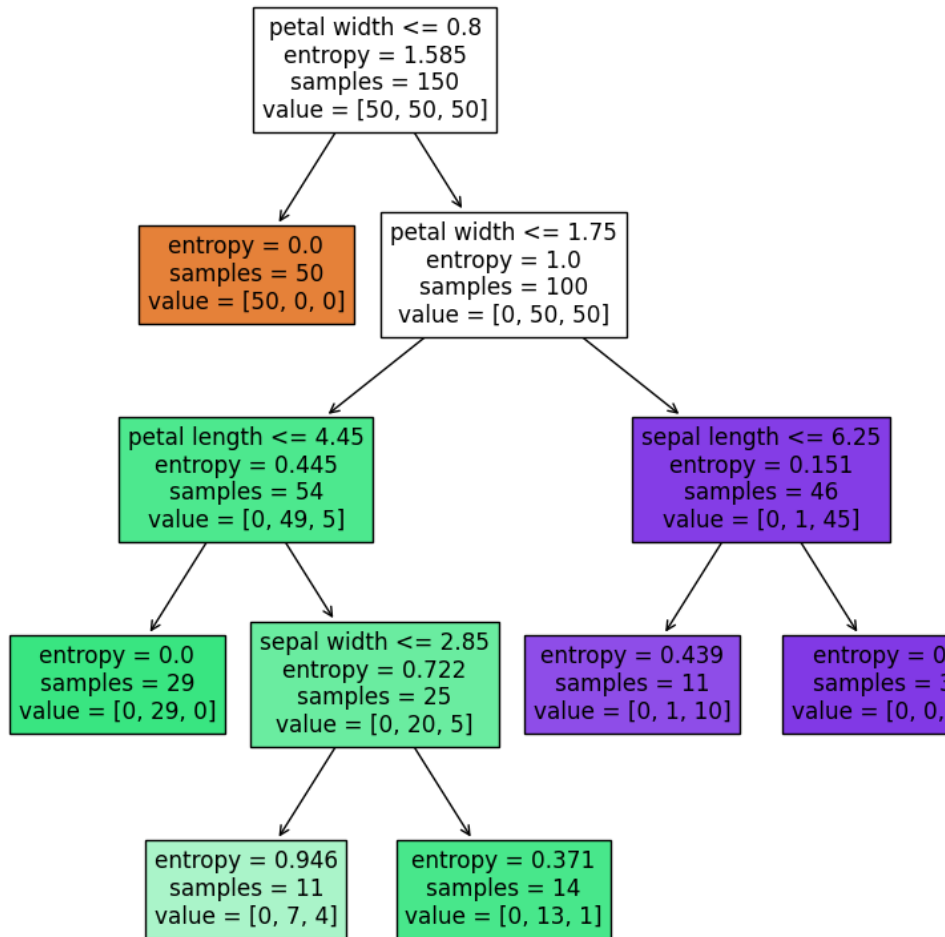 petal width <= 0.8
entropy = 1.585
samples = 150
value = [50, 50, 50]
entropy = 0.0
samples = 50
value = [50, 0, 0]
petal width <= 1.75
entropy = 1.0
samples = 100
value = [0, 50, 50]
petal length <= 4.45
entropy = 0.445
samples = 54
value = [0, 49, 5]
sepal length <= 6.25
entropy = 0.151
samples = 46
value = [0, 1, 45]
entropy = 0.0
samples = 29
value = [0, 29, 0]
sepal width <= 2.85
entropy = 0.722
samples = 25
value = [0, 20, 5]
entropy = 0.439
samples = 11
value = [0, 1, 10]
entropy = 0
samples =
value = [0, 0,
entropy = 0.946
samples = 11
value = [0, 7, 4]
entropy = 0.371
samples = 14
value = [0, 13, 1]